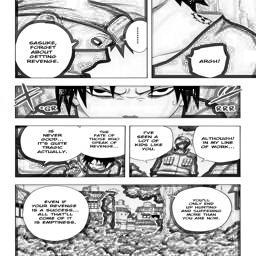 ARGH!
SASUKE,
FORGET
ABOUT
GETTING
REVENGE.
ALTHOUGH!
IN MY LINE
OF WORK...
I'VE
SEEN A
LOT OF
KIDS LIKE
YOU.
THE
FATE OF
THOSE WHO
SPEAK OF
REVENGE...
IS
NEVER
GOOD...
IT'S QUITE
TRAGIC
ACTUALLY.
YOU'LL
ONLY END
UP HUNTING
AND
SUFFERING
MORE THAN
YOU ARE
NOW.
EVEN IF
YOUR REVENGE
IS A SUCCESS...
ALL THAT'LL
COME OF IT
IS EMPTINESS.